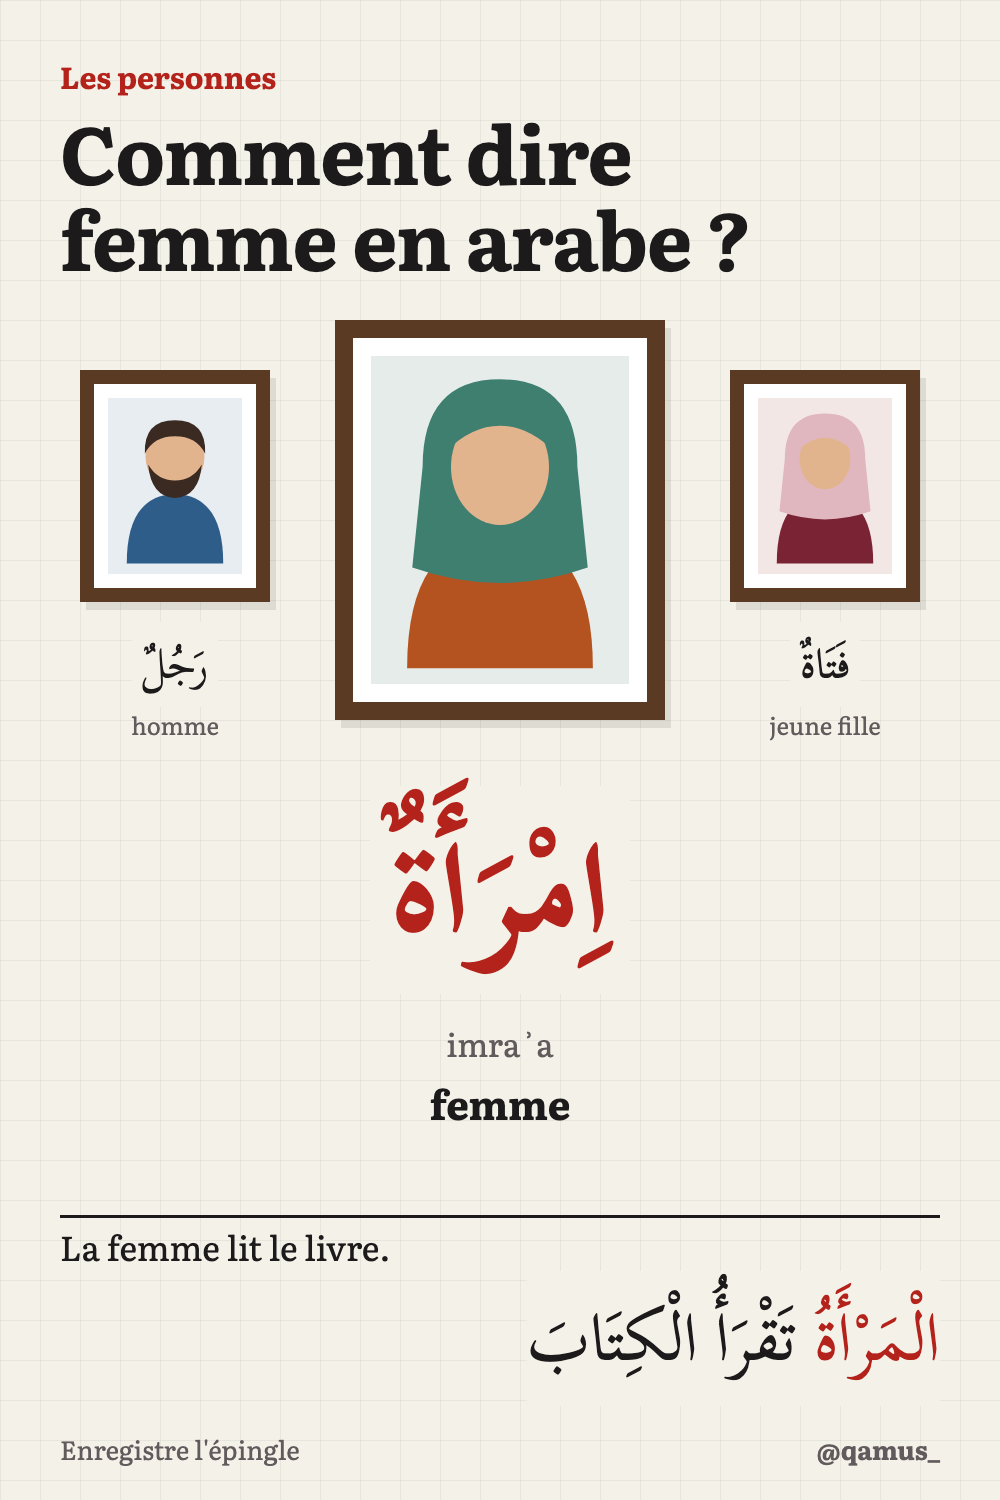 Les personnes
Comment dire
femme en arabe ?
رَجُلٌ
homme
فَتَاةٌ
jeune fille
اِمْرَأَةٌ
imraʾa
femme
La femme lit le livre.
الْمَرْأَةُ تَقْرَأُ الْكِتَابَ
Enregistre l'épingle
@qamus_